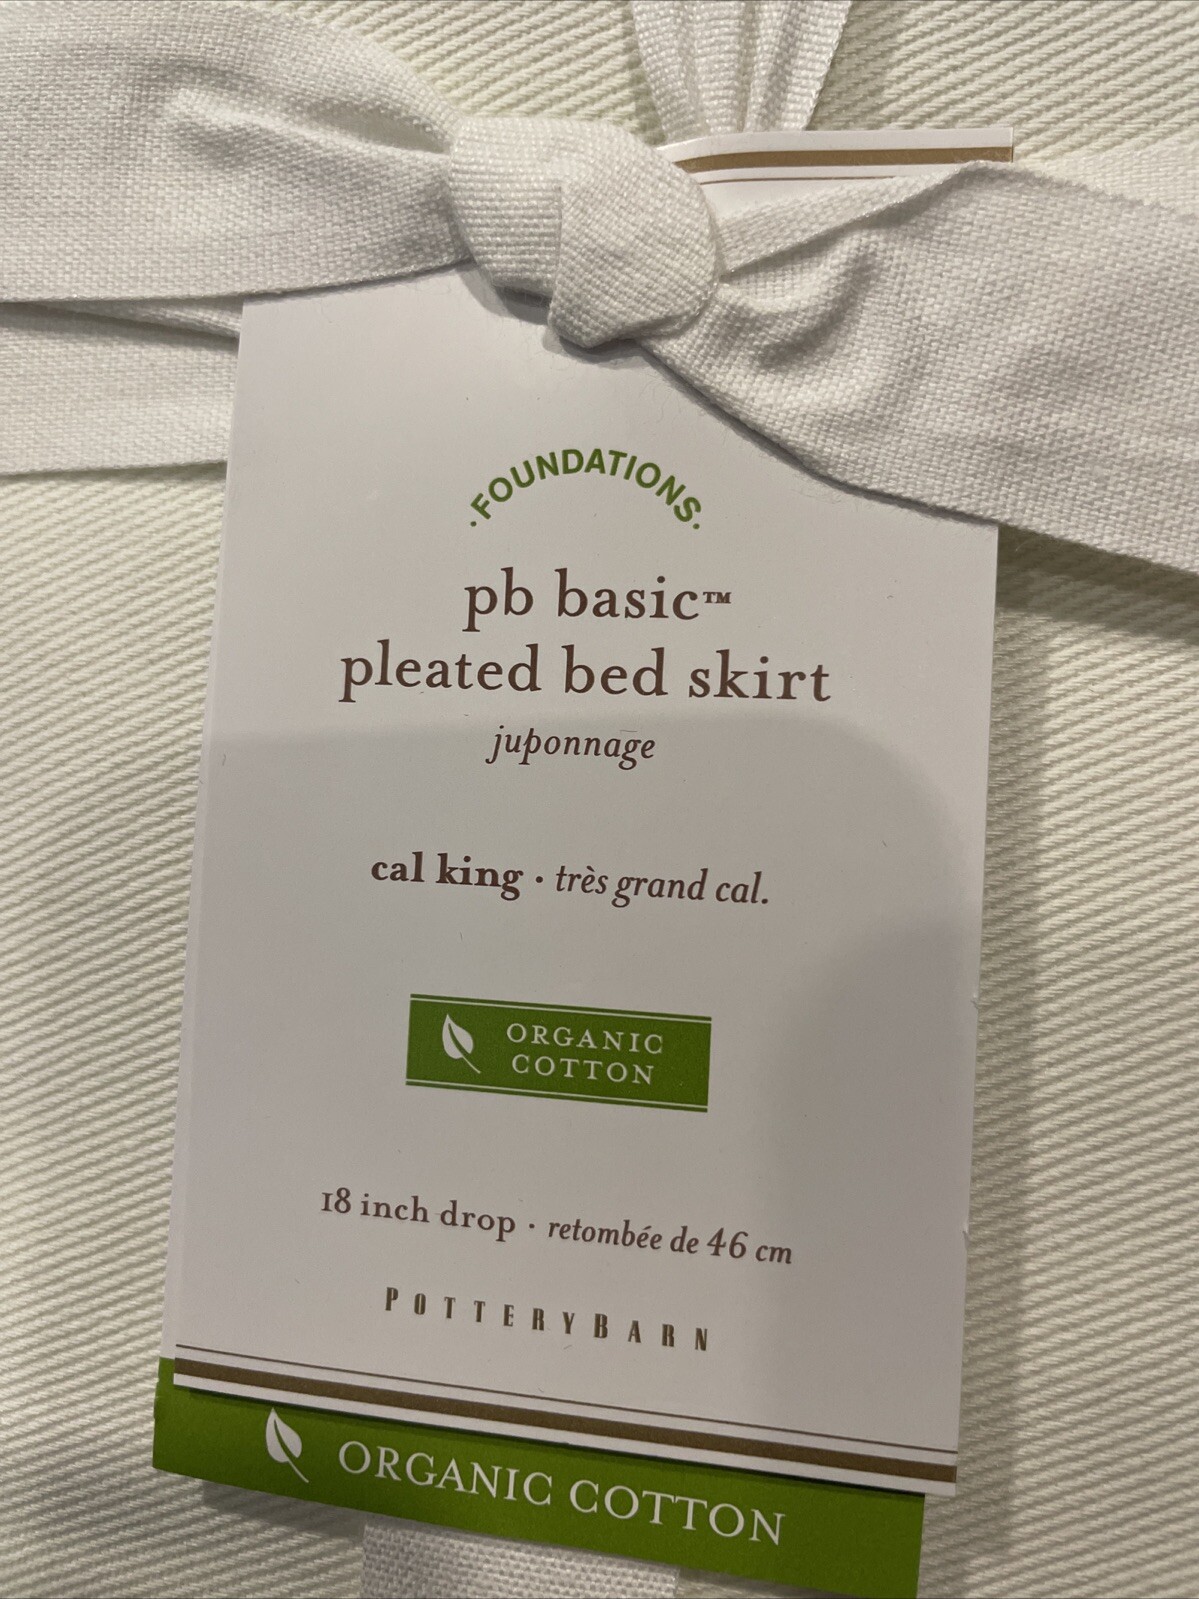 .FOUNDATIONS.
pb basic™
pleated bed skirt
juponnage
cal king · très grand cal.
ORGANIC
COTTON
18 inch drop · retombée de 46 cm
POTTERYBARN
ORGANIC COTTON